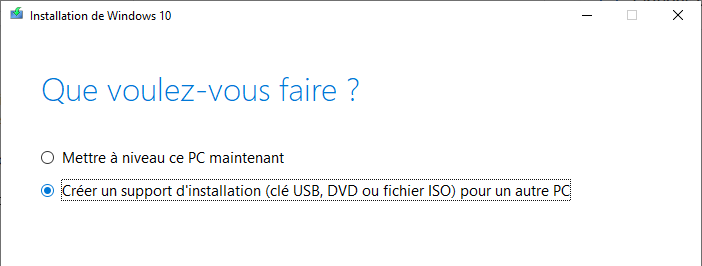 Installation de Windows 10
Que voulez-vous faire ?
Mettre à niveau ce PC maintenant
Créer un support d'installation (clé USB, DVD ou fichier ISO) pour un autre PC